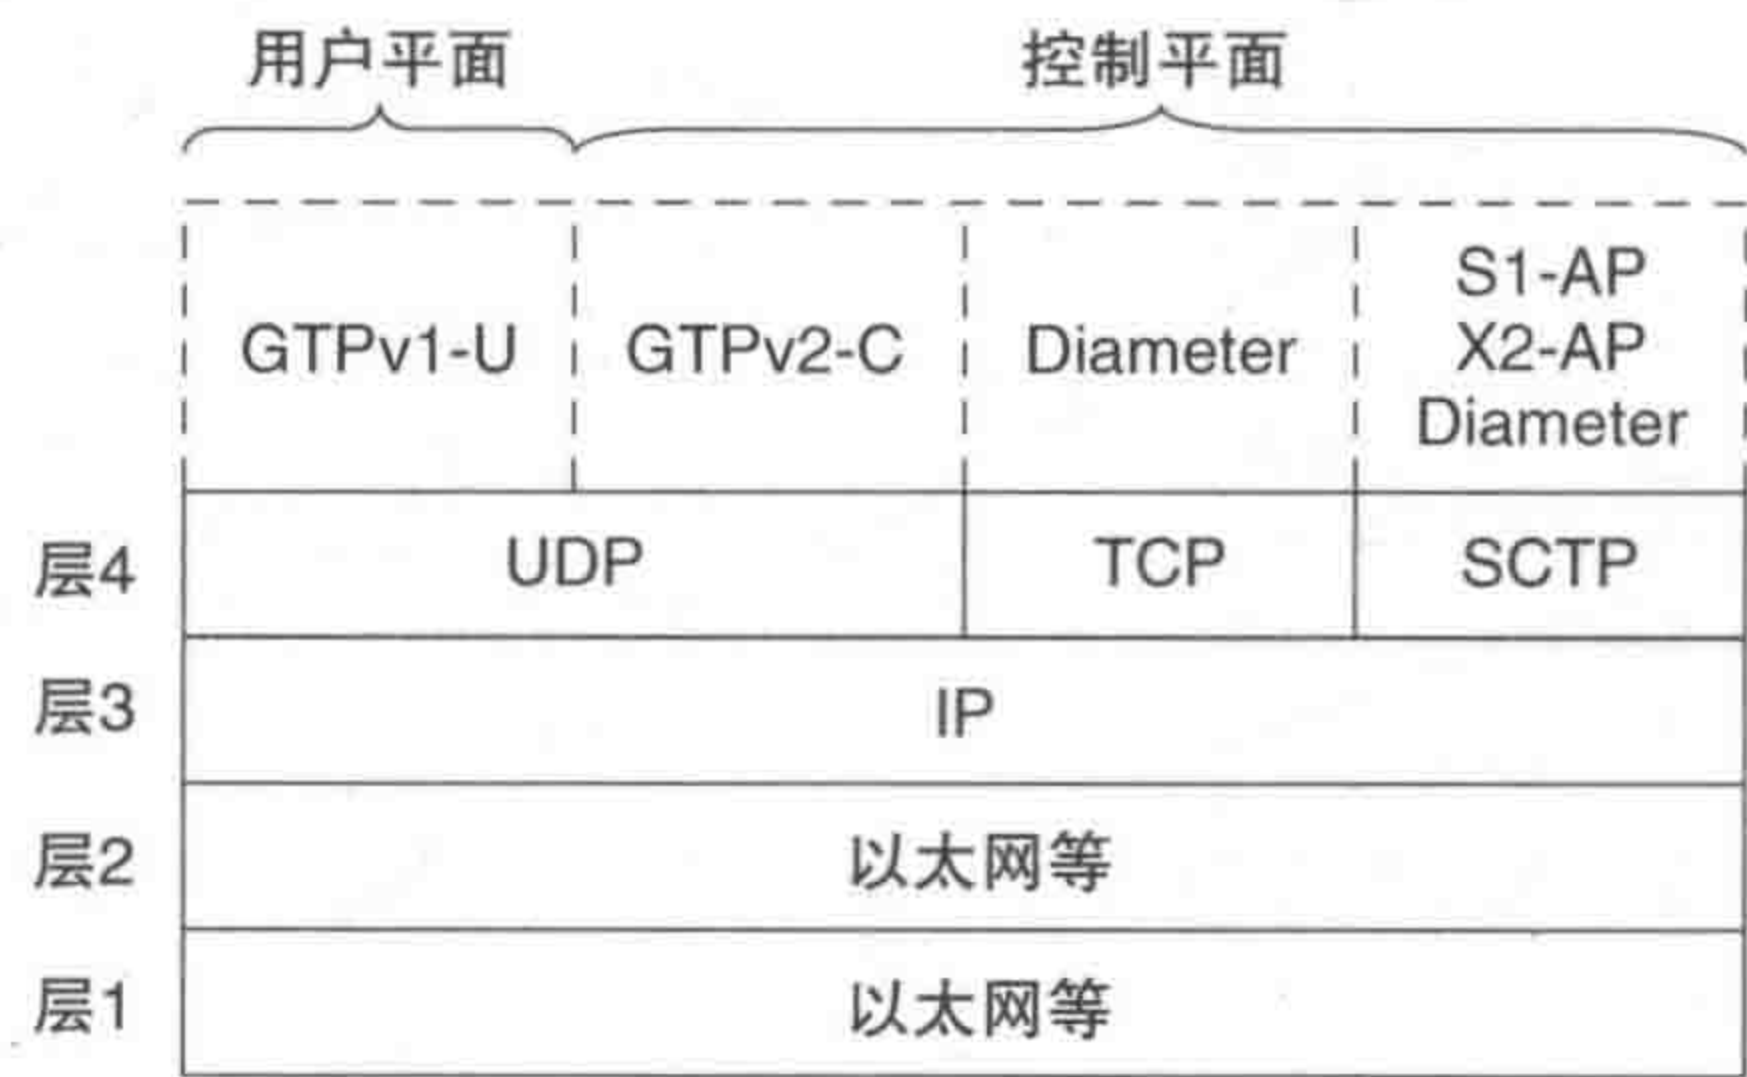 用户平面
控制平面
GTPv1-U
GTPv2-C
Diameter
S1-AP
X2-AP
Diameter
层4
UDP
TCP
SCTP
层3
IP
层2
以太网等
层1
以太网等